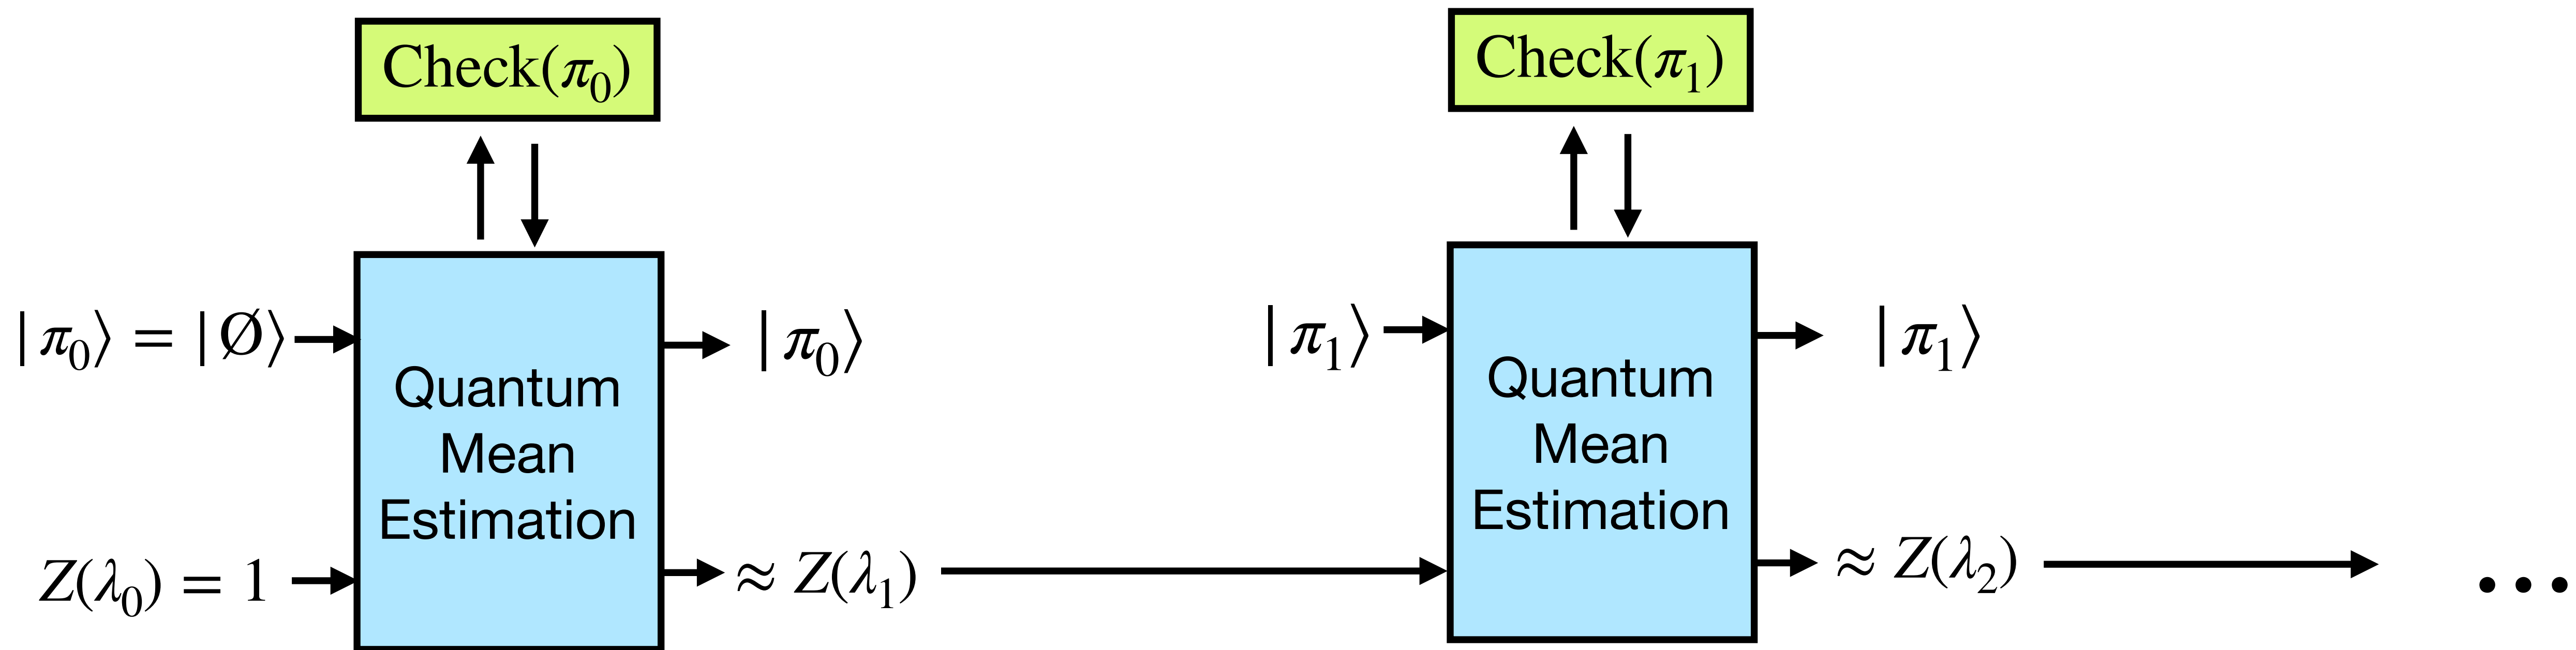 Check(π₀)
Check(π₁)
|π₀⟩ = |Ø⟩
Quantum
Mean
Estimation
|π₀⟩
|π₁⟩
Quantum
Mean
Estimation
|π₁⟩
Z(λ₀) = 1
≈ Z(λ₁)
≈ Z(λ₂)
...